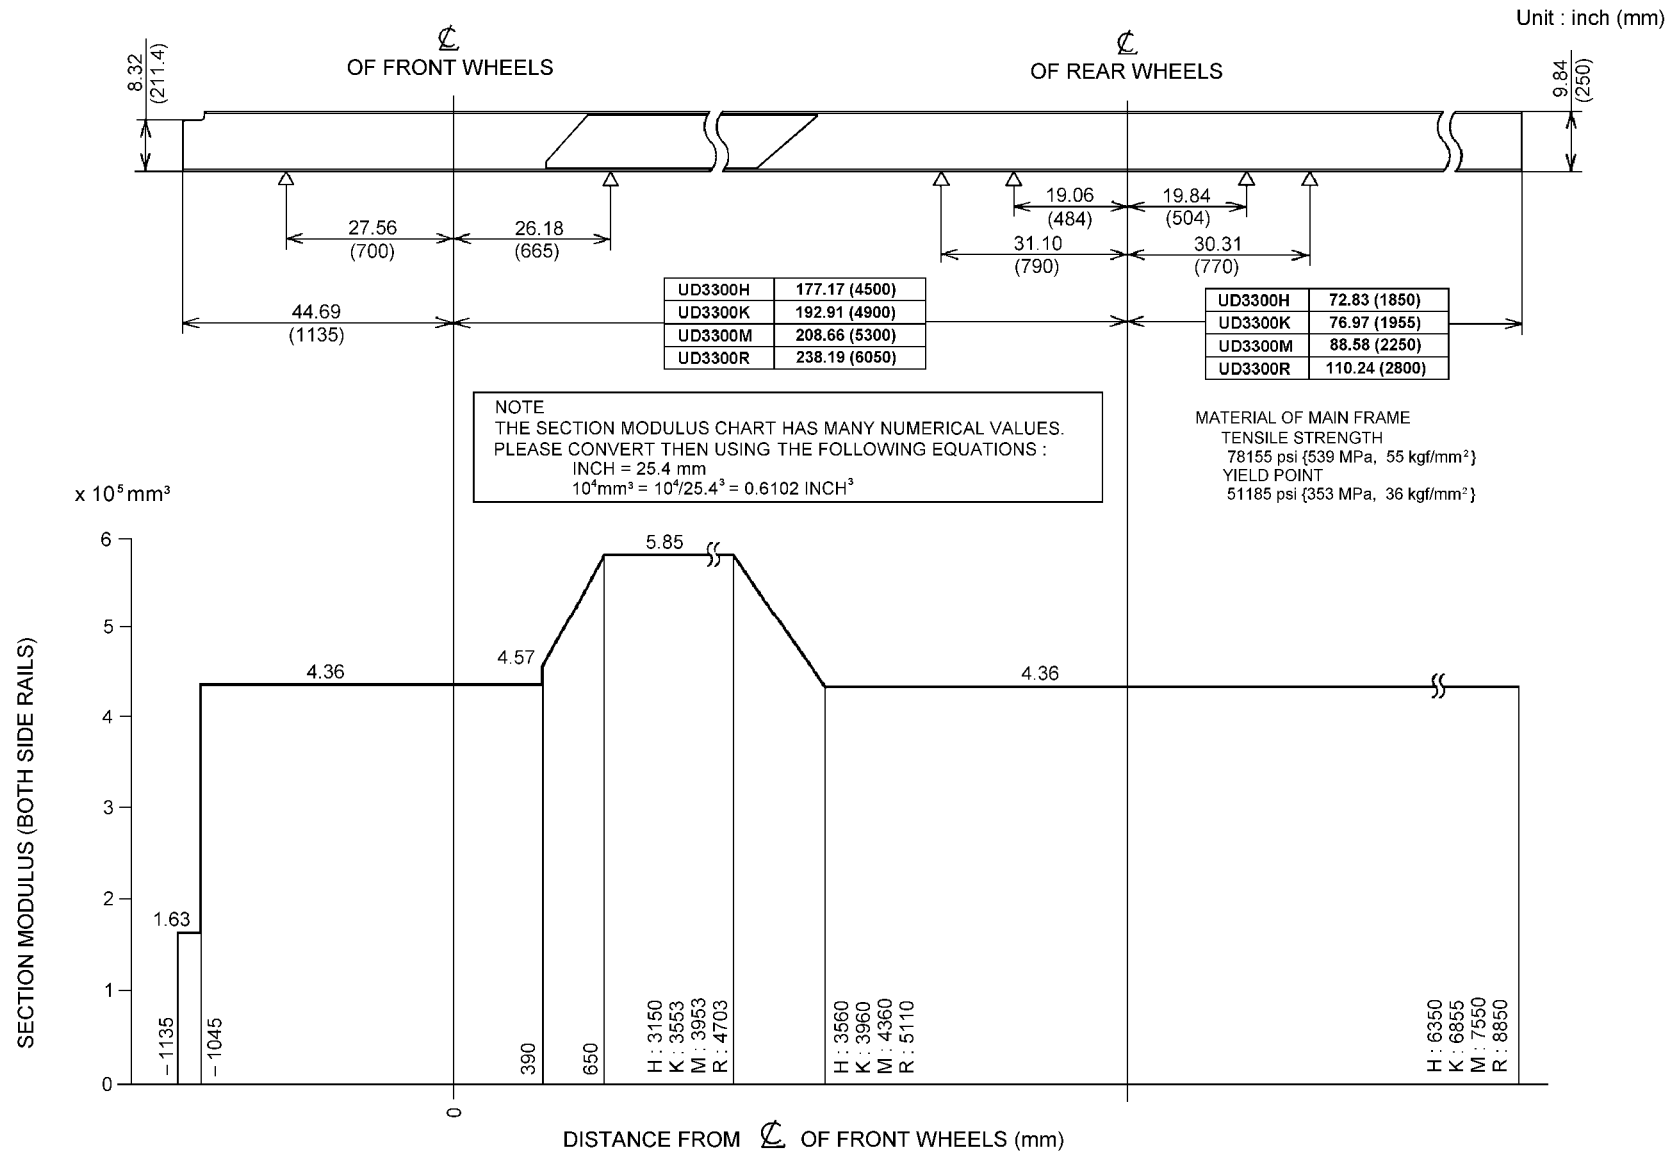 Unit : inch (mm)
℄
OF FRONT WHEELS
℄
OF REAR WHEELS
8.32
(211.4)
9.84
(250)
27.56
(700)
26.18
(665)
19.06
(484)
19.84
(504)
31.10
(790)
30.31
(770)
44.69
(1135)
UD3300H 177.17 (4500)
UD3300K 192.91 (4900)
UD3300M 208.66 (5300)
UD3300R 238.19 (6050)
UD3300H 72.83 (1850)
UD3300K 76.97 (1955)
UD3300M 88.58 (2250)
UD3300R 110.24 (2800)
NOTE
THE SECTION MODULUS CHART HAS MANY NUMERICAL VALUES.
PLEASE CONVERT THEN USING THE FOLLOWING EQUATIONS :
INCH = 25.4 mm
10⁴mm³ = 10⁴/25.4³ = 0.6102 INCH³
MATERIAL OF MAIN FRAME
TENSILE STRENGTH
78155 psi {539 MPa, 55 kgf/mm²}
YIELD POINT
51185 psi {353 MPa, 36 kgf/mm²}
x 10⁵mm³
6
5
4
3
2
1
0
SECTION MODULUS (BOTH SIDE RAILS)
1.63
4.36
4.57
5.85
4.36
– 1135
– 1045
0
390
650
H : 3150
K : 3553
M : 3953
R : 4703
H : 3560
K : 3960
M : 4360
R : 5110
H : 6350
K : 6855
M : 7550
R : 8850
DISTANCE FROM ℄ OF FRONT WHEELS (mm)